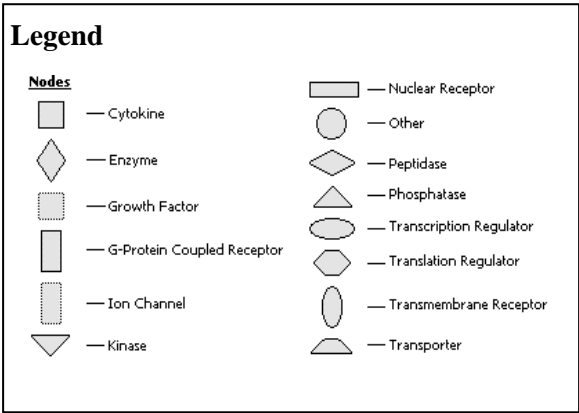 Legend
Nodes
Cytokine
Enzyme
Growth Factor
G-Protein Coupled Receptor
Ion Channel
Kinase
Nuclear Receptor
Other
Peptidase
Phosphatase
Transcription Regulator
Translation Regulator
Transmembrane Receptor
Transporter